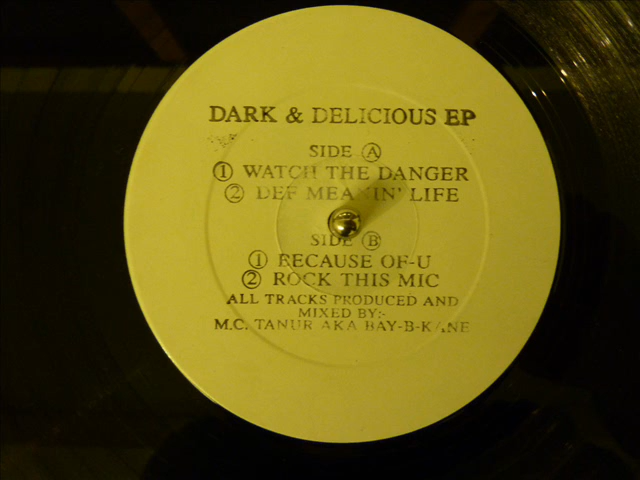 DARK & DELICIOUS EP
SIDE Ⓐ
① WATCH THE DANGER
② DEF MEANIN' LIFE
SIDE Ⓑ
① BECAUSE OF-U
② ROCK THIS MIC
ALL TRACKS PRODUCED AND
MIXED BY:-
M.C. TANUR AKA BAY-B-KANE